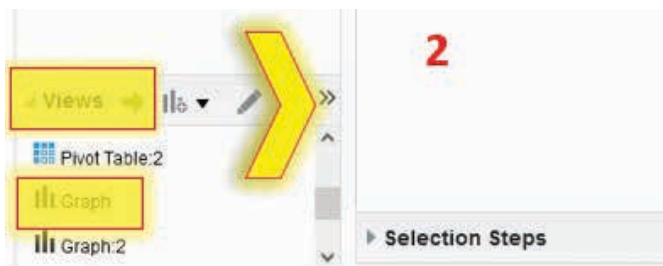 2
Views
Pivot Table:2
Graph
Graph:2
Selection Steps